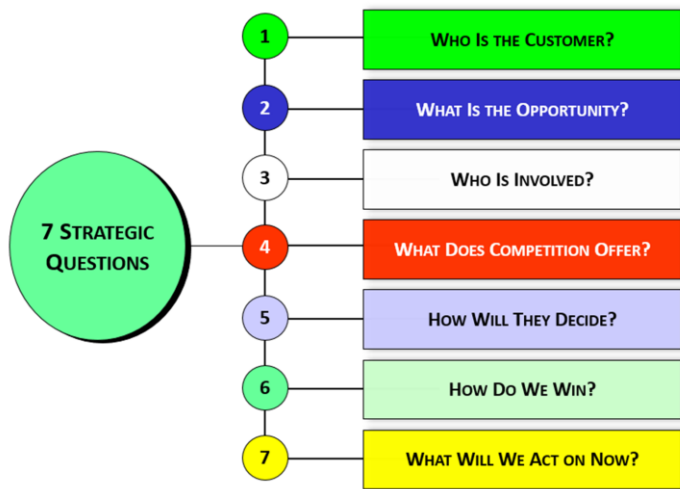 7 Strategic
Questions
1
Who Is the Customer?
2
What Is the Opportunity?
3
Who Is Involved?
4
What Does Competition Offer?
5
How Will They Decide?
6
How Do We Win?
7
What Will We Act on Now?